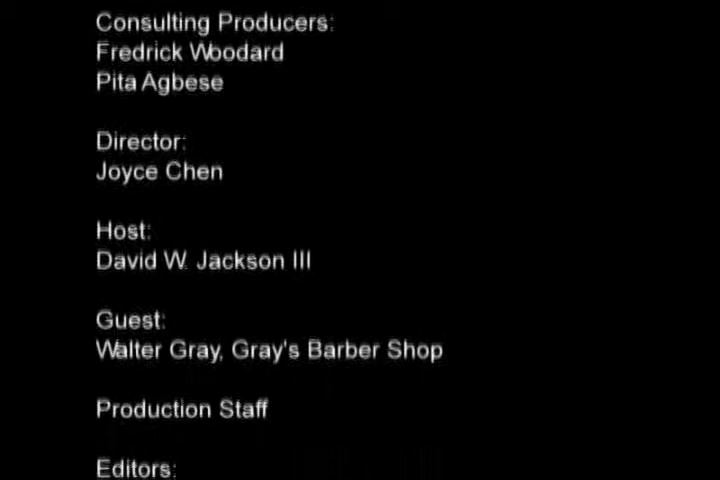 Consulting Producers:
Fredrick Woodard
Pita Agbese
Director:
Joyce Chen
Host:
David W. Jackson III
Guest:
Walter Gray, Gray's Barber Shop
Production Staff
Editors: